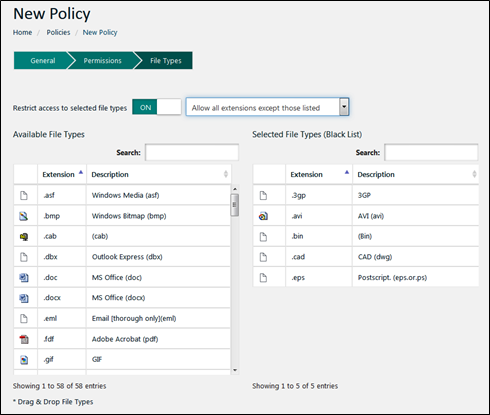 New Policy
Home / Policies / New Policy
General Permissions File Types
Restrict access to selected file types ON Allow all extensions except those listed
Available File Types
Search:
Extension Description
.asf Windows Media (asf)
.bmp Windows Bitmap (bmp)
.cab (cab)
.dbx Outlook Express (dbx)
.doc MS Office (doc)
.docx MS Office (docx)
.eml Email [thorough only](eml)
.fdf Adobe Acrobat (pdf)
.gif GIF
Showing 1 to 58 of 58 entries
* Drag & Drop File Types
Selected File Types (Black List)
Search:
Extension Description
.3gp 3GP
.avi AVI (avi)
.bin (Bin)
.cad CAD (dwg)
.eps Postscript. (eps.or.ps)
Showing 1 to 5 of 5 entries